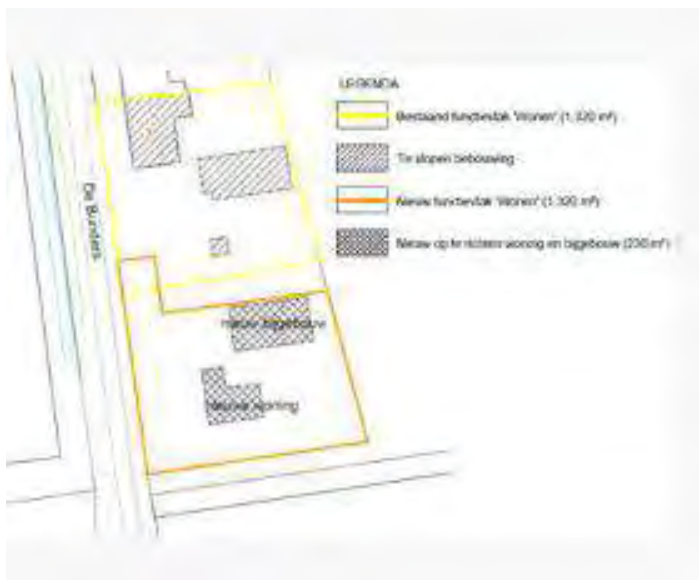 LEGENDA
Bestaand functievlak 'Wonen' (1.320 m²)
Te slopen bebouwing
Nieuw functievlak 'Wonen' (1.320 m²)
Nieuw op te richten woning en bijgebouw (230 m²)
De Bunders
nieuw bijgebouw
nieuwe woning